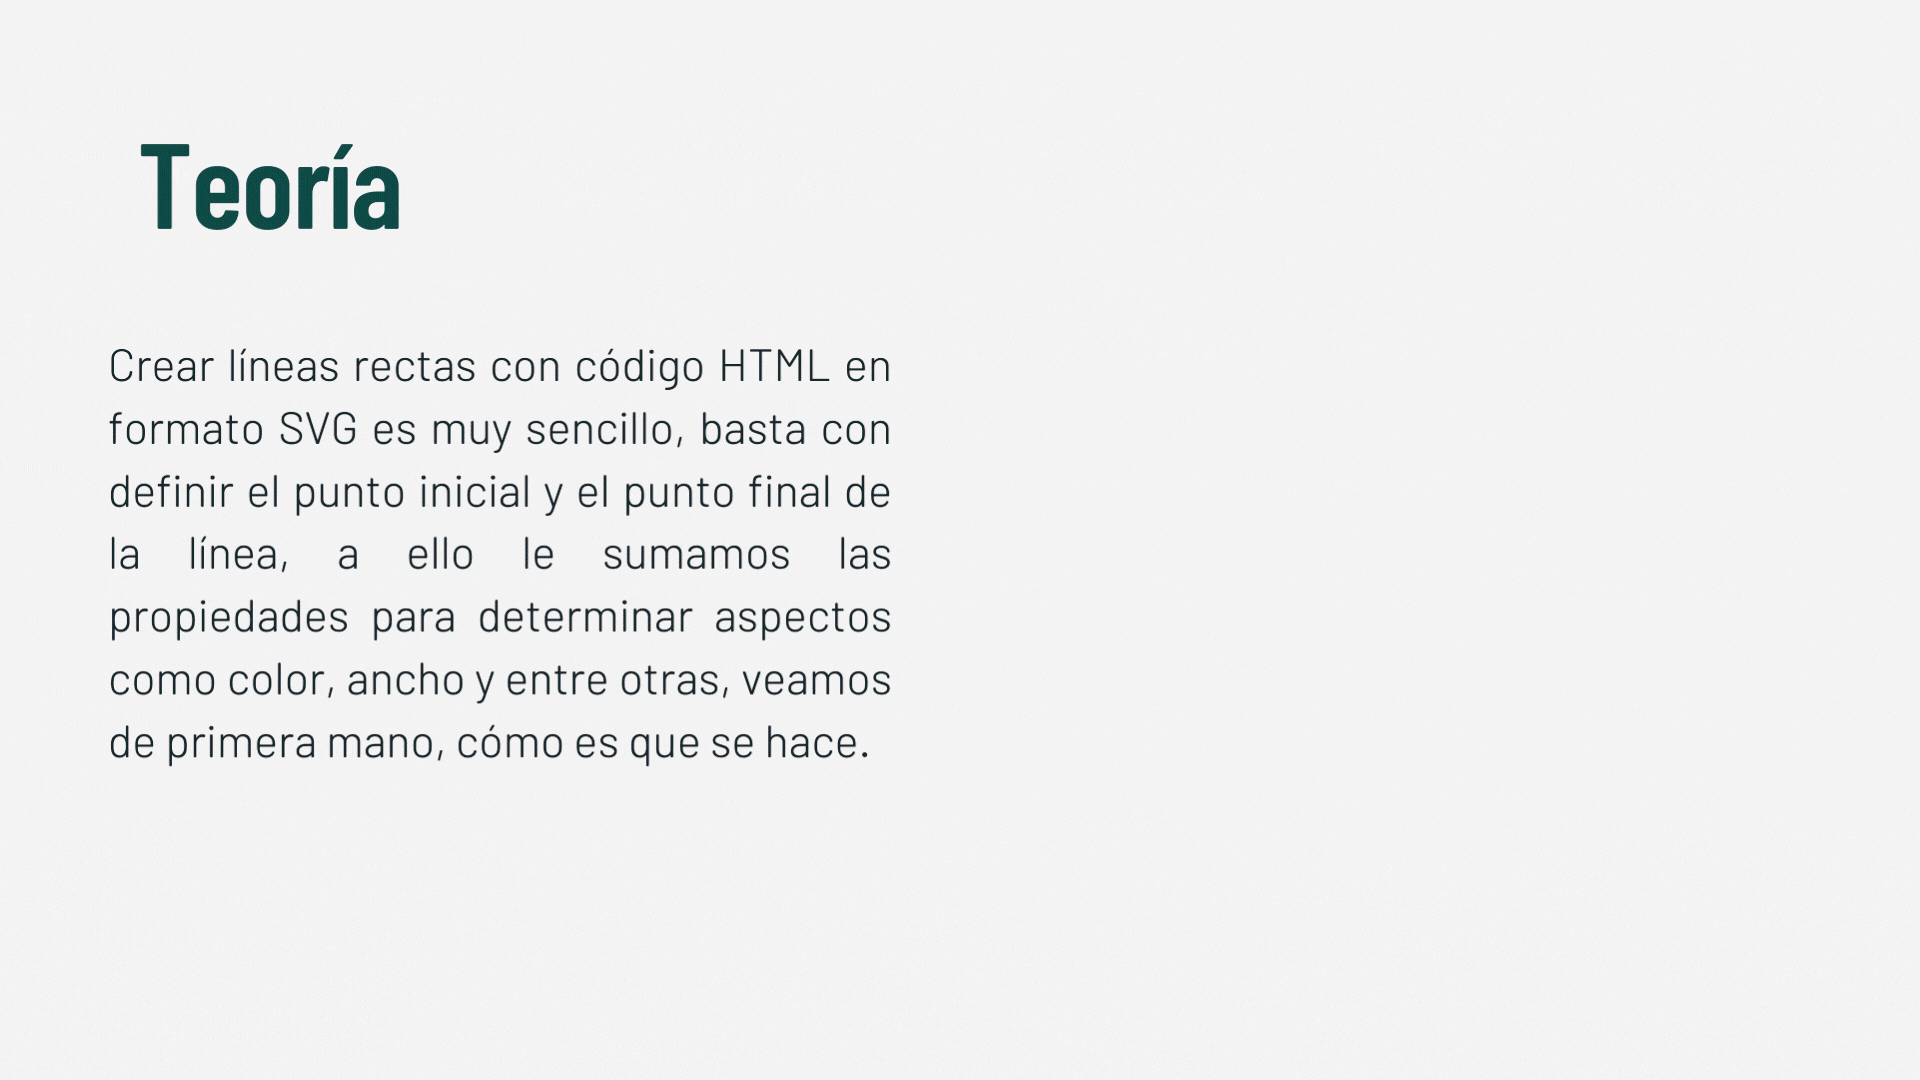 Teoría
Crear líneas rectas con código HTML en
formato SVG es muy sencillo, basta con
definir el punto inicial y el punto final de
la línea, a ello le sumamos las
propiedades para determinar aspectos
como color, ancho y entre otras, veamos
de primera mano, cómo es que se hace.